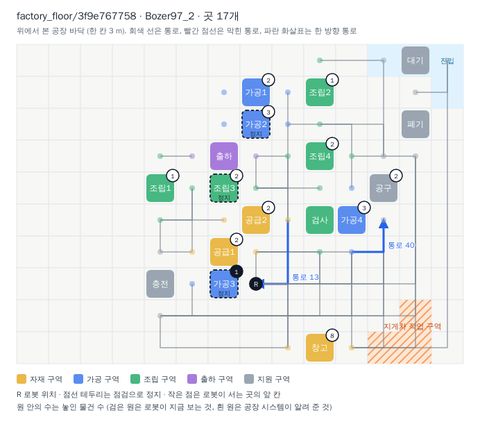 factory_floor/3f9e767758 · Bozer97_2 · 곳 17개
위에서 본 공장 바닥 (한 칸 3 m). 회색 선은 통로, 빨간 점선은 막힌 통로, 파란 화살표는 한 방향 통로
대기
진입
2
가공1
1
조립2
3
가공2
정지
폐기
출하
2
조립4
1
조립1
2
조립3
정지
2
공구
2
공급2
검사
3
가공4
2
공급1
통로 40
충전
1
가공3
정지
R
통로 13
지게차 작업 구역
8
창고
자재 구역
가공 구역
조립 구역
출하 구역
지원 구역
R 로봇 위치 · 점선 테두리는 점검으로 정지 · 작은 점은 로봇이 서는 곳의 앞 칸
원 안의 수는 놓인 물건 수 (검은 원은 로봇이 지금 보는 것, 흰 원은 공장 시스템이 알려 준 것)